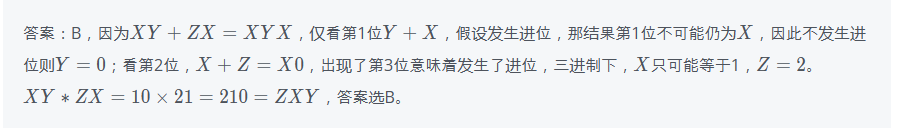 答案：B，因为XY + ZX = XYX，仅看第1位Y + X，假设发生进位，那结果第1位不可能仍为X，因此不发生进
位则Y = 0；看第2位，X + Z = X0，出现了第3位意味着发生了进位，三进制下，X只可能等于1，Z = 2。
XY * ZX = 10 × 21 = 210 = ZXY，答案选B。